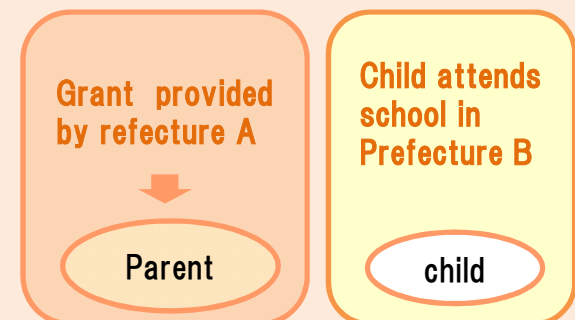 Grant provided
by refecture A
Parent
Child attends
school in
Prefecture B
child